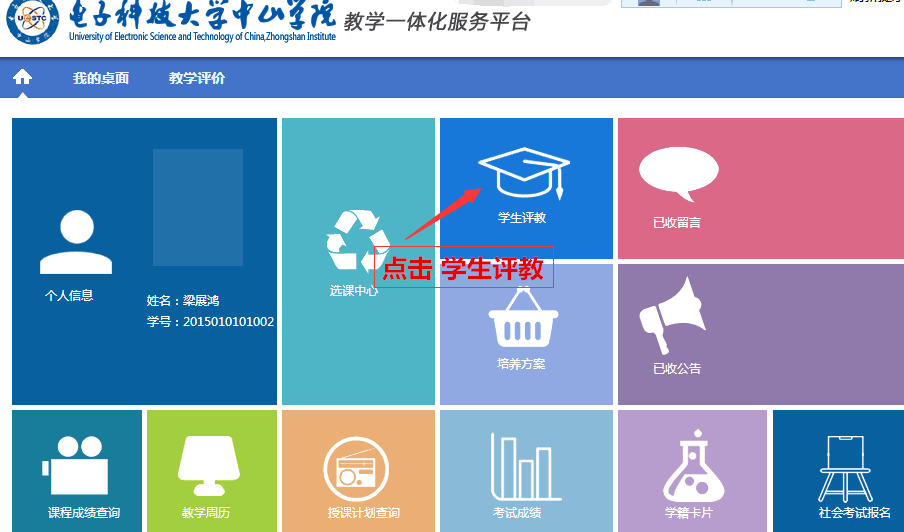 电子科技大学中山学院
University of Electronic Science and Technology of China,Zhongshan Institute
教学一体化服务平台
UESTC
我的桌面
教学评价
个人信息
姓名：梁展鸿
学号：2015010101002
选课中心
学生评教
点击 学生评教
培养方案
已收留言
已收公告
课程成绩查询
教学周历
授课计划查询
考试成绩
学籍卡片
社会考试报名